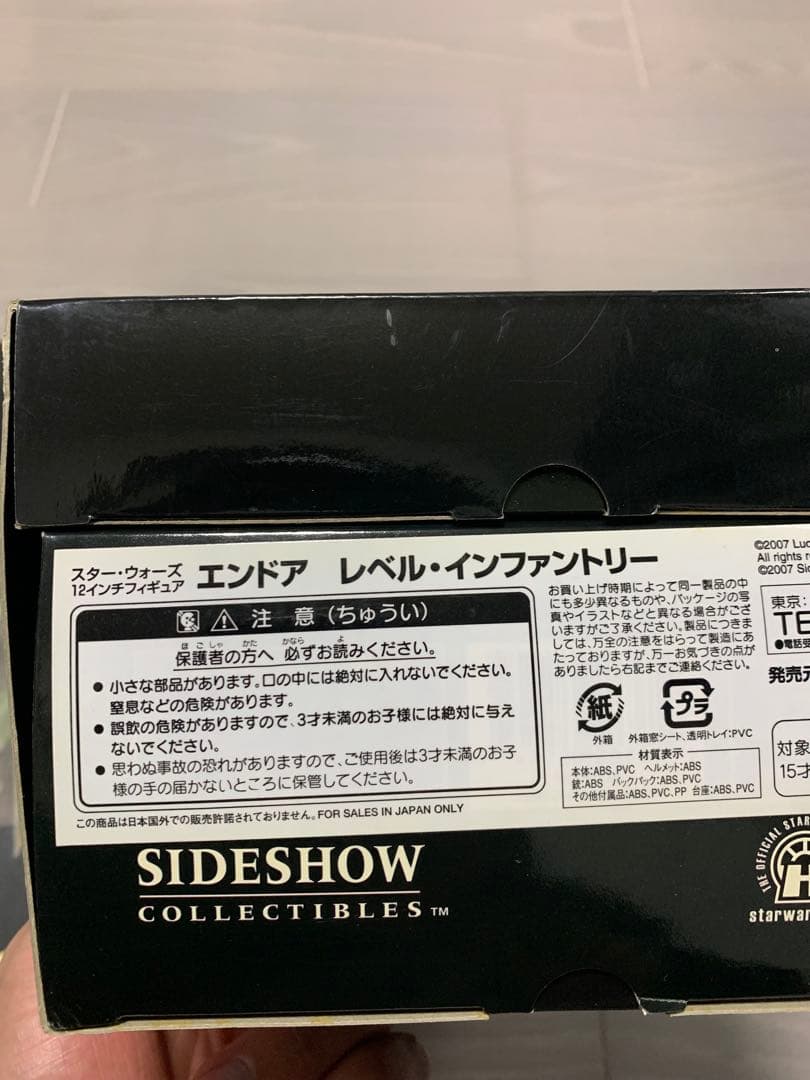 スター・ウォーズ
12インチフィギュア
エンドア レベル・インファントリー
注 意 (ちゅうい)
保護者の方へ 必ずお読みください。
ほごしゃ かた かなら よ
● 小さな部品があります。口の中には絶対に入れないでください。
窒息などの危険があります。
● 誤飲の危険がありますので、3才未満のお子様には絶対に与え
ないでください。
● 思わぬ事故の恐れがありますので、ご使用後は3才未満のお子
様の手の届かないところに保管してください。
この商品は日本国外での販売許諾されておりません。FOR SALES IN JAPAN ONLY
お買い上げ時期によって同一製品の中
にも多少異なるものや、パッケージの写
真やイラストなどと異なる場合がござ
いますがご了承ください。製品につきま
しては、万全の注意をはらって製造にあ
たっておりますが、万一お気づきの点が
ありましたら右記までご連絡ください。
紙
外箱
プラ
外箱窓シート、透明トレイ:PVC
材質表示
本体:ABS、PVC ヘルメット:ABS
銃:ABS バックパック:ABS、PVC
その他付属品:ABS、PVC、PP 台座:ABS、PVC
©2007 Luc
All rights r
©2007 Sid
東京:
TE
●電話受
発売元
対象
15才
SIDESHOW
COLLECTIBLES™
THE OFFICIAL STAR
H
starwar